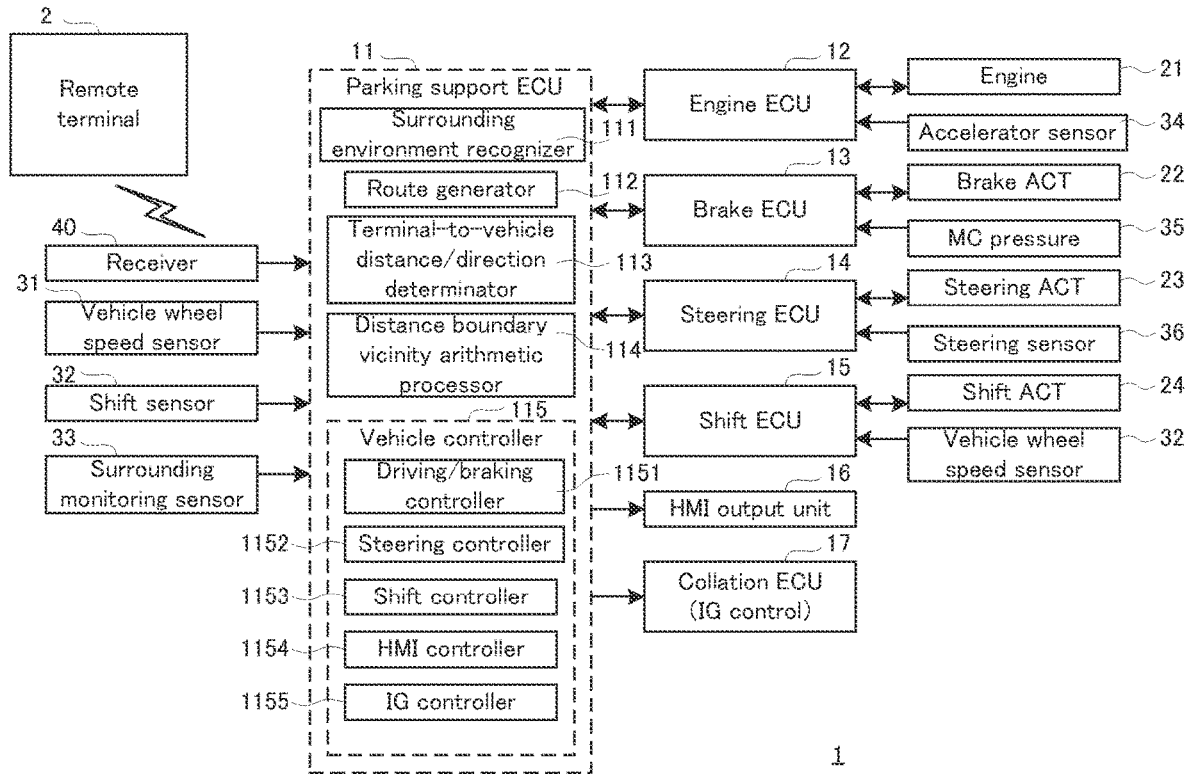 2
Remote
terminal
40
Receiver
31
Vehicle wheel
speed sensor
32
Shift sensor
33
Surrounding
monitoring sensor
11
Parking support ECU
Surrounding
environment recognizer
111
Route generator
112
Terminal-to-vehicle
distance/direction
determinator
113
Distance boundary
vicinity arithmetic
processor
114
115
Vehicle controller
Driving/braking
controller
1151
1152
Steering controller
1153
Shift controller
1154
HMI controller
1155
IG controller
12
Engine ECU
13
Brake ECU
14
Steering ECU
15
Shift ECU
16
HMI output unit
17
Collation ECU
(IG control)
Engine
21
Accelerator sensor
34
Brake ACT
22
MC pressure
35
Steering ACT
23
Steering sensor
36
Shift ACT
24
Vehicle wheel
speed sensor
32
1